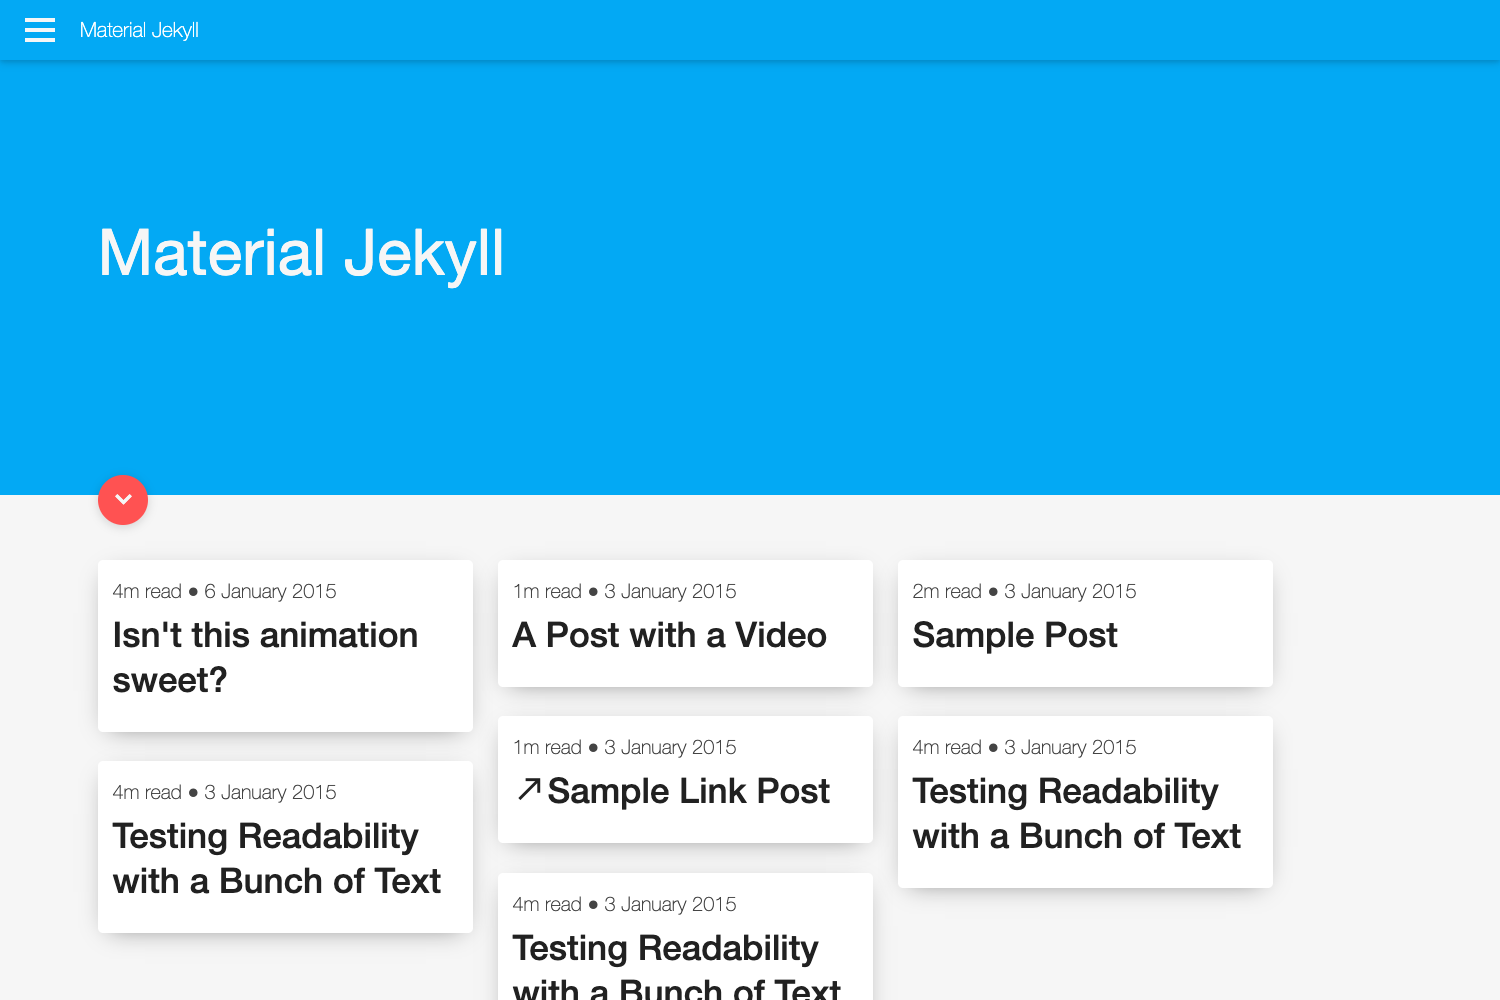 Material Jekyll
Material Jekyll
4m read ● 6 January 2015
Isn't this animation
sweet?
4m read ● 3 January 2015
Testing Readability
with a Bunch of Text
1m read ● 3 January 2015
A Post with a Video
1m read ● 3 January 2015
↗ Sample Link Post
4m read ● 3 January 2015
Testing Readability
with a Bunch of Text
2m read ● 3 January 2015
Sample Post
4m read ● 3 January 2015
Testing Readability
with a Bunch of Text